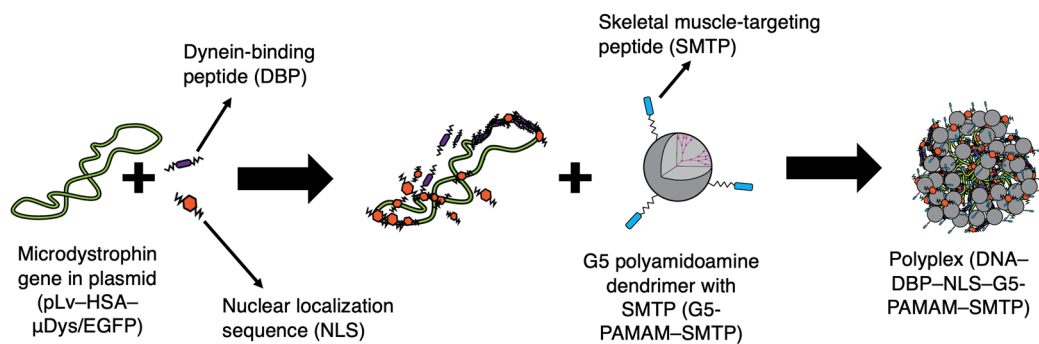 Dynein-binding
peptide (DBP)
Skeletal muscle-targeting
peptide (SMTP)
Microdystrophin
gene in plasmid
(pLv–HSA–
µDys/EGFP)
Nuclear localization
sequence (NLS)
G5 polyamidoamine
dendrimer with
SMTP (G5-
PAMAM–SMTP)
Polyplex (DNA–
DBP–NLS–G5-
PAMAM–SMTP)